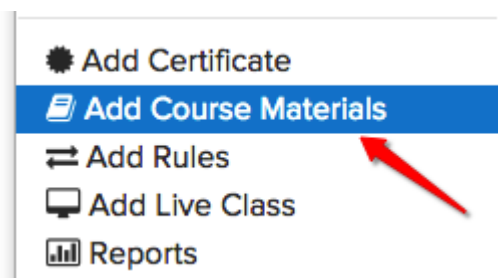 Add Certificate
Add Course Materials
Add Rules
Add Live Class
Reports